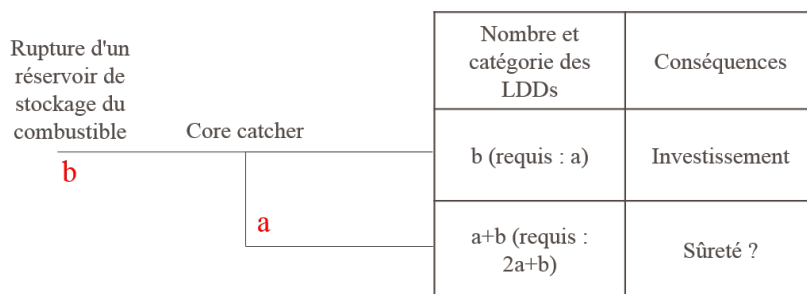 Rupture d'un
réservoir de
stockage du
combustible
Core catcher
b
a
Nombre et
catégorie des
LDDs
Conséquences
b (requis : a)
Investissement
a+b (requis :
2a+b)
Sûreté ?